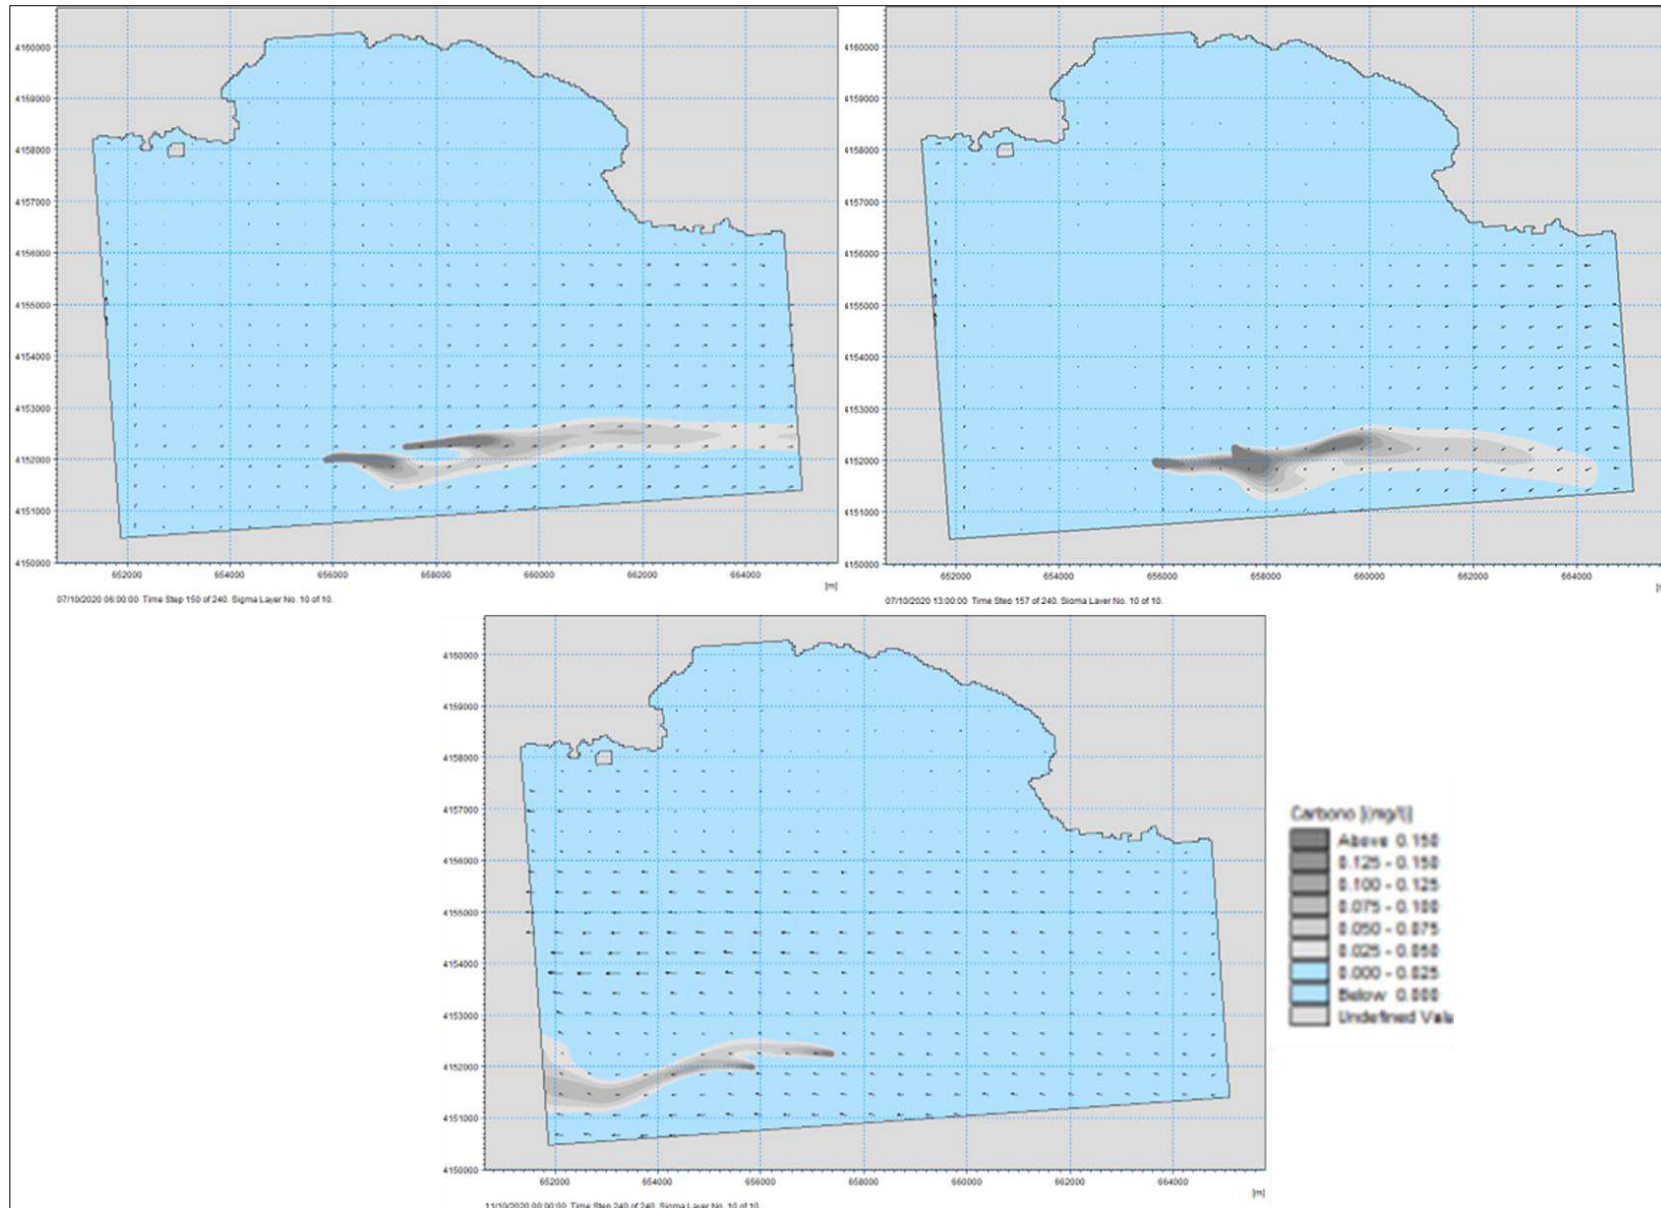 4160000
4159000
4158000
4157000
4156000
4155000
4154000
4153000
4152000
4151000
4150000
652000 654000 656000 658000 660000 662000 664000
[m]
07/10/2020 06:00:00 Time Step 150 of 240. Sigma Layer No. 10 of 10.
4160000
4159000
4158000
4157000
4156000
4155000
4154000
4153000
4152000
4151000
4150000
652000 654000 656000 658000 660000 662000 664000
07/10/2020 13:00:00 Time Step 157 of 240. Sigma Layer No. 10 of 10.
4160000
4159000
4158000
4157000
4156000
4155000
4154000
4153000
4152000
4151000
4150000
652000 654000 656000 658000 660000 662000 664000
[m]
11/10/2020 00:00:00 Time Step 240 of 240. Sigma Layer No. 10 of 10.
Carbono [(mg/l)]
Above 0.150
0.125 - 0.150
0.100 - 0.125
0.075 - 0.100
0.050 - 0.075
0.025 - 0.050
0.000 - 0.025
Below 0.000
Undefined Valu